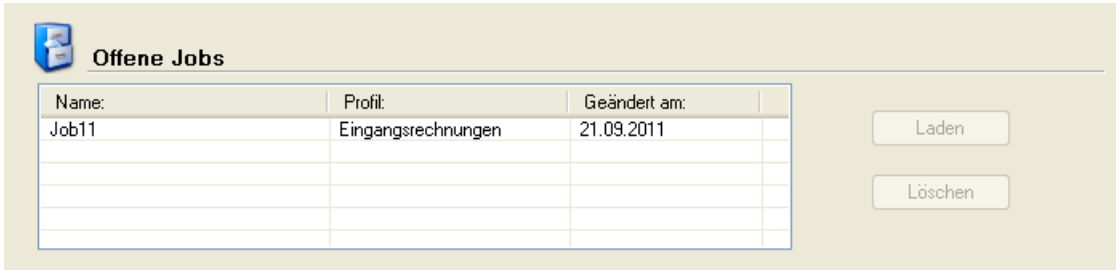 Offene Jobs
Name: Profil: Geändert am:
Job11 Eingangsrechnungen 21.09.2011
Laden
Löschen